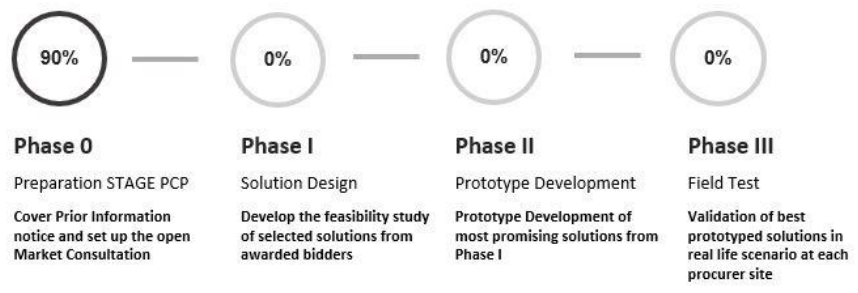 90%
0%
0%
0%
Phase 0
Preparation STAGE PCP
Cover Prior Information
notice and set up the open
Market Consultation
Phase I
Solution Design
Develop the feasibility study
of selected solutions from
awarded bidders
Phase II
Prototype Development
Prototype Development of
most promising solutions from
Phase I
Phase III
Field Test
Validation of best
prototyped solutions in
real life scenario at each
procurer site